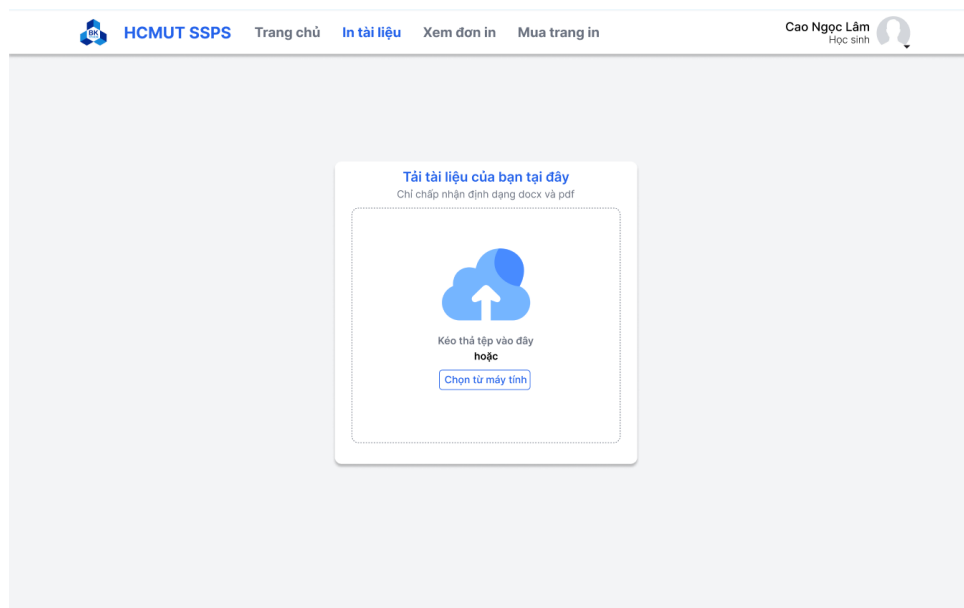 BK
HCMUT SSPS
Trang chủ
In tài liệu
Xem đơn in
Mua trang in
Cao Ngọc Lâm
Học sinh
Tải tài liệu của bạn tại đây
Chỉ chấp nhận định dạng docx và pdf
Kéo thả tệp vào đây
hoặc
Chọn từ máy tính